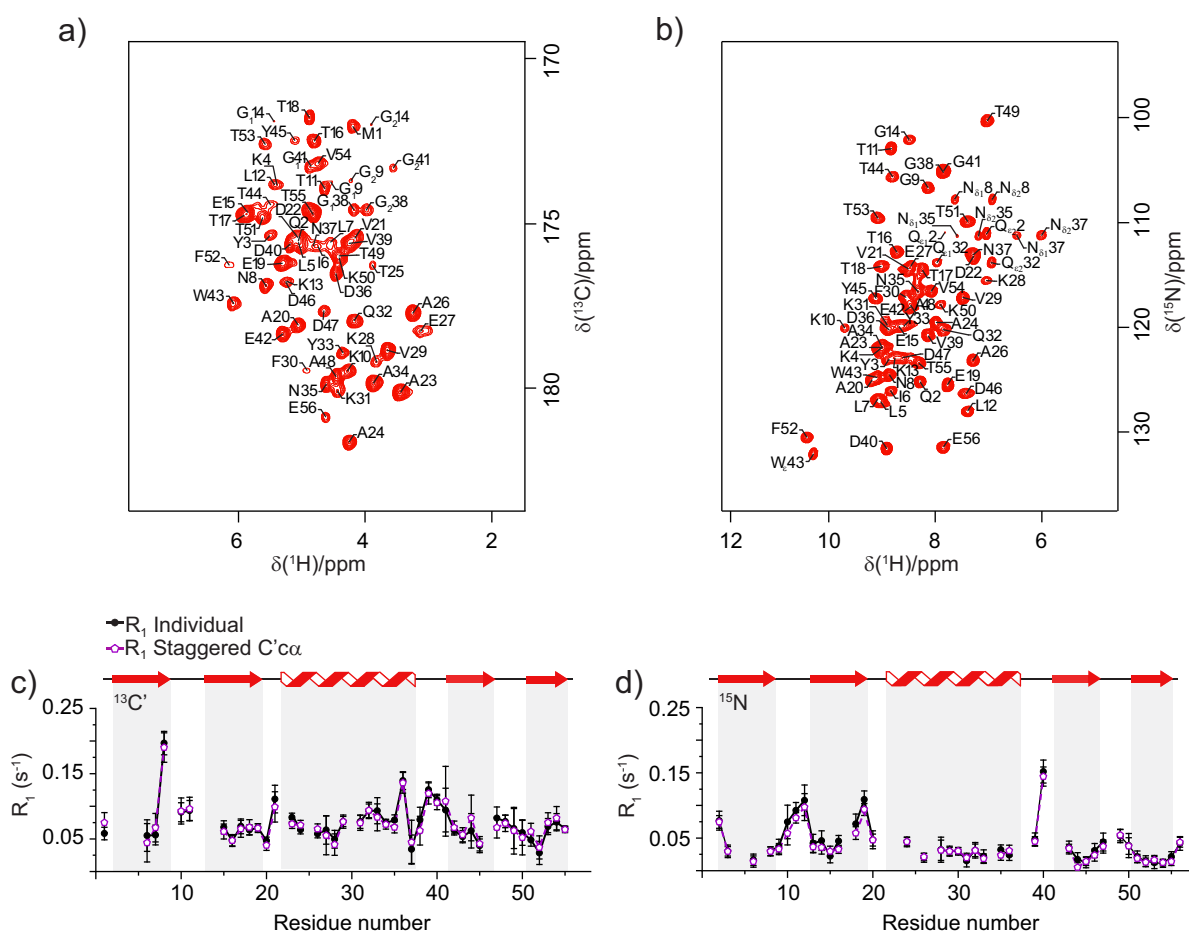 a)
170
175
180
δ(¹³C)/ppm
6
4
2
δ(¹H)/ppm
T18
G₁14
G₂14
Y45
M1
T53
T16
K4
G₁41
V54
G₂41
L12
T11
G₁9
G₂9
T44
T55
G₁38
G₂38
E15
D22
T17
Q2
N37
L7
V21
T51
V39
Y3
D40
I6
T49
F52
E19
L5
T25
K50
N8
K13
D36
W43
D46
A26
A20
D47
Q32
E27
E42
K28
Y33
V29
K10
F30
A48
A34
A23
N35
K31
E56
A24
b)
100
110
120
130
δ(¹⁵N)/ppm
12
10
8
6
δ(¹H)/ppm
T49
G14
T11
G38
G41
T44
G9
Nδ18
Nδ28
T53
Nδ135
T51
Nδ235
Qε22
Nδ237
Qε12
T16
E27
Qε132
Nδ137
V21
N37
Qε232
T18
T17
D22
N35
K28
Y45
E30
V54
V29
K31
E42
A48
K50
K10
D36
Y33
A24
A34
E15
Q32
A23
V39
K4
D47
A26
Y3
T55
W43
K13
E19
A20
N8
D46
I6
Q2
L7
L5
L12
F52
D40
E56
Wε43
R₁ Individual
R₁ Staggered C'cα
c)
¹³C'
0.25
0.15
0.05
R₁ (s⁻¹)
10
20
30
40
50
Residue number
d)
¹⁵N
0.25
0.15
0.05
R₁ (s⁻¹)
10
20
30
40
50
Residue number